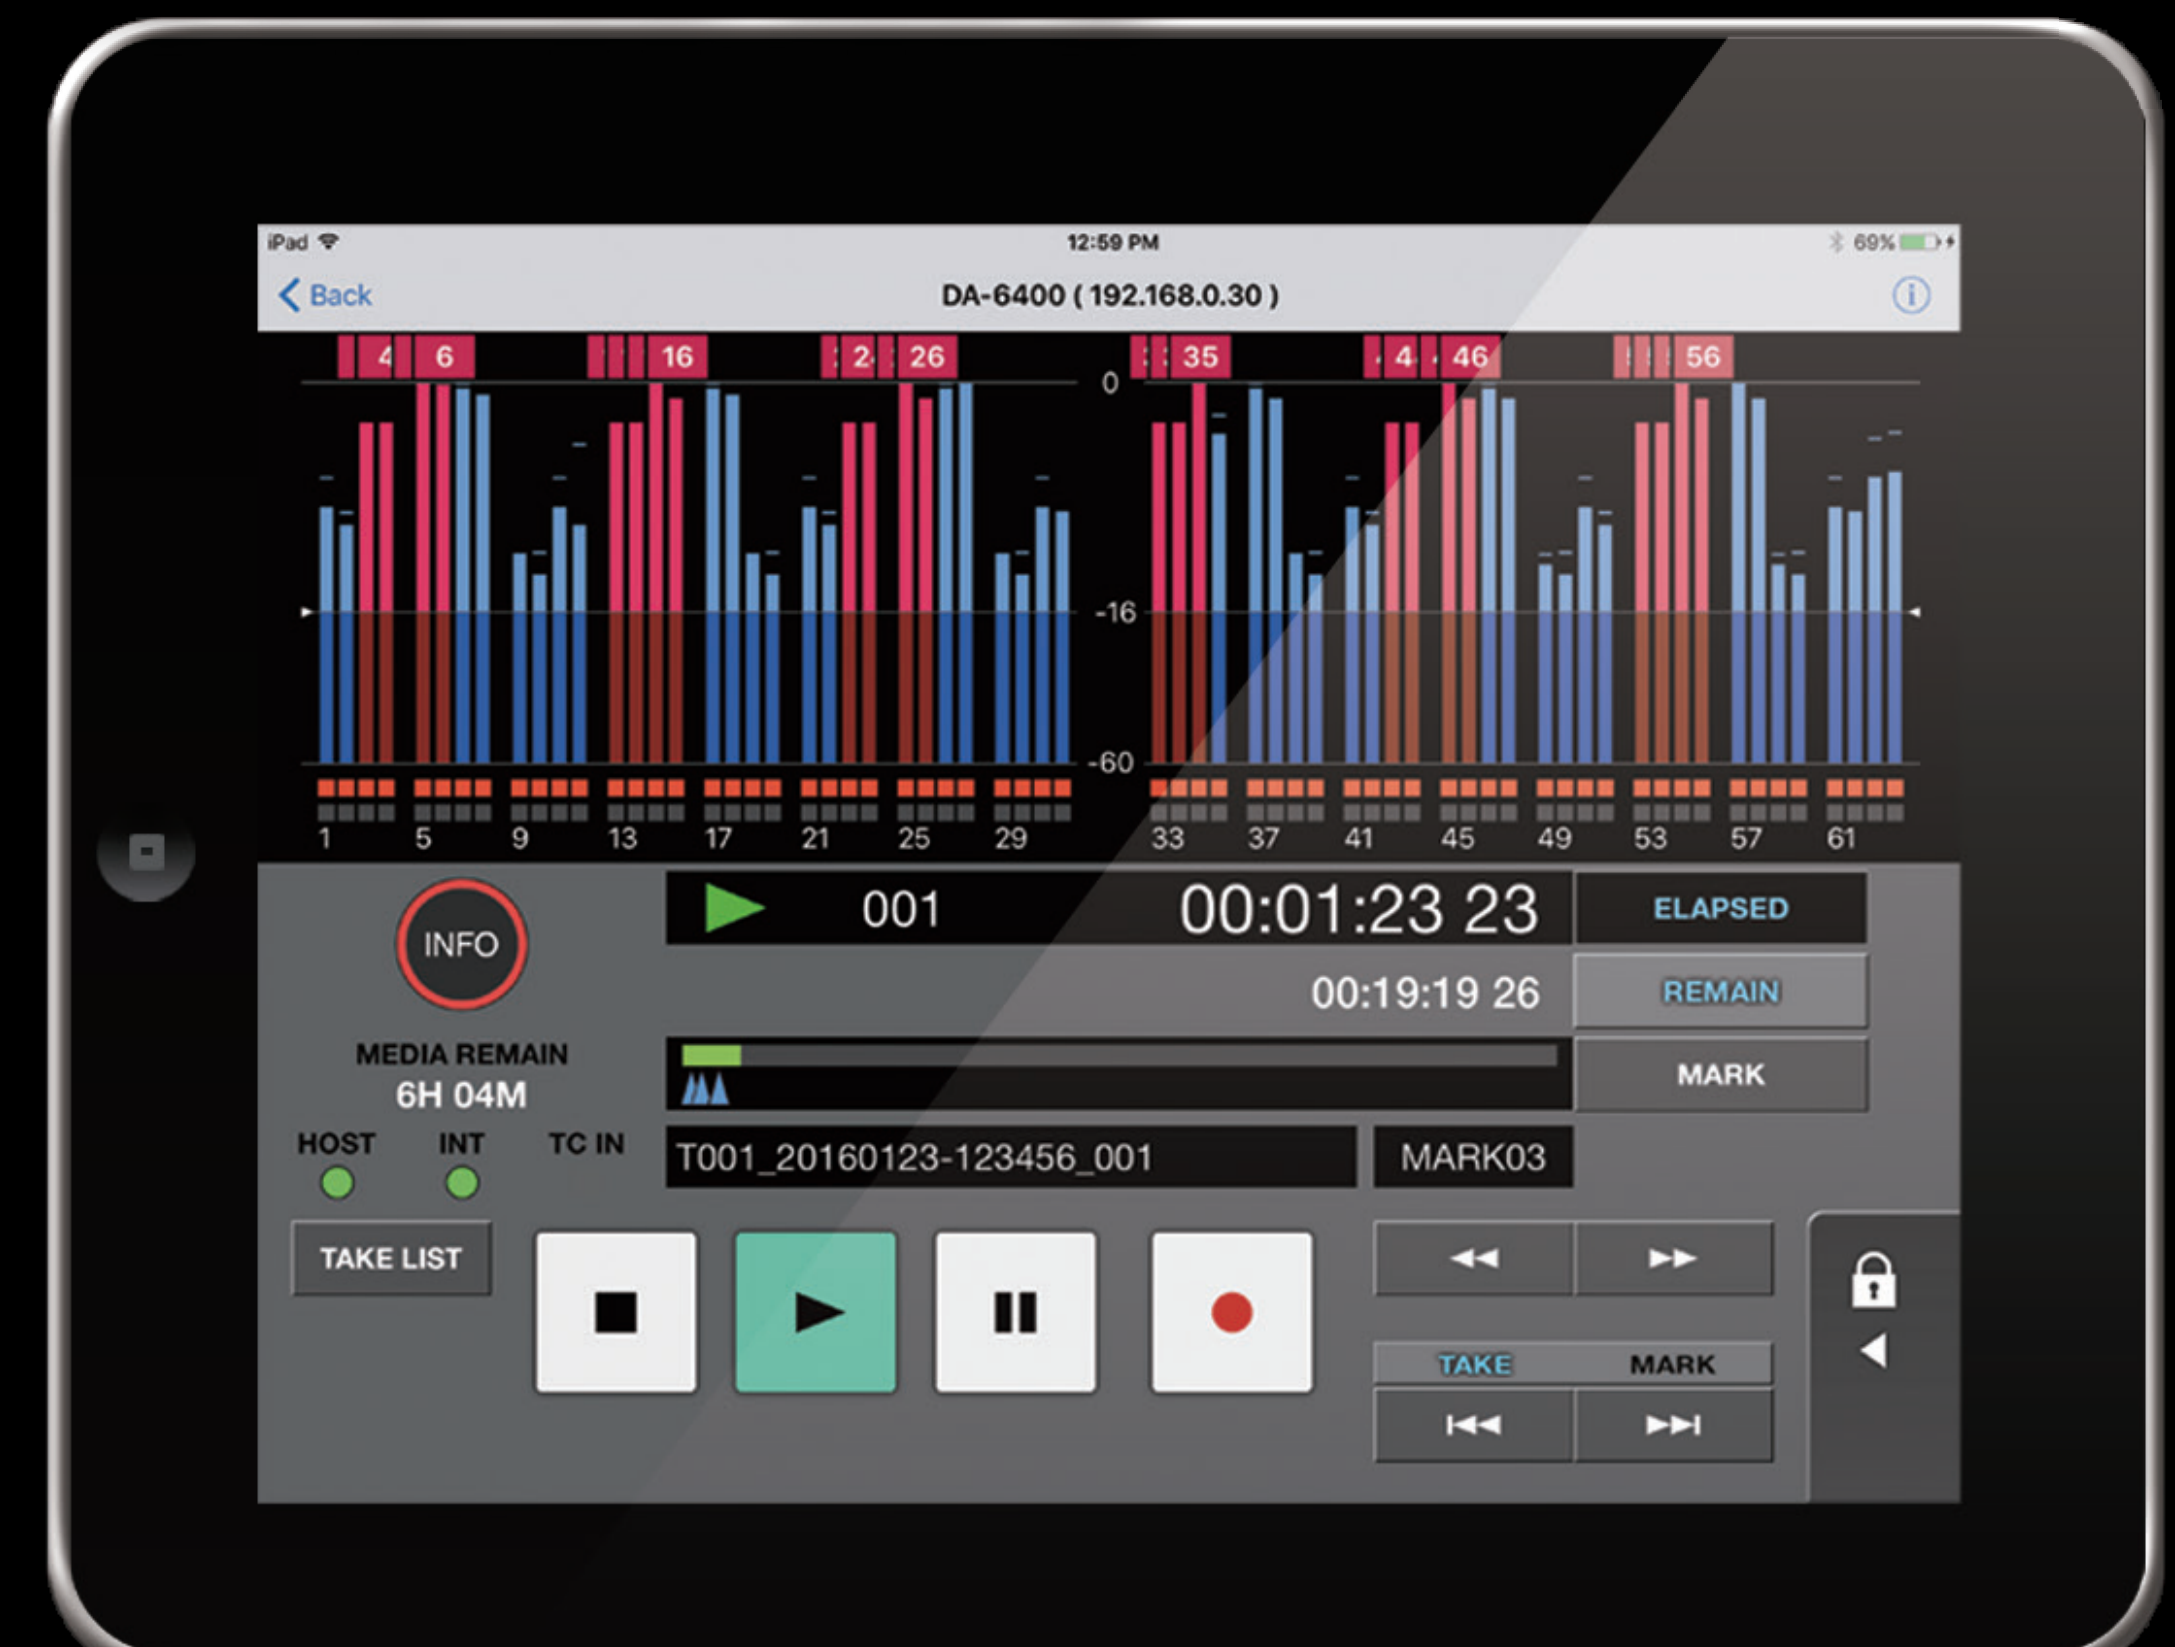 iPad 12:59 PM 69%
Back DA-6400 ( 192.168.0.30 )
4 6 16 26 35 4 46 56
0
-16
-60
1 5 9 13 17 21 25 29 33 37 41 45 49 53 57 61
INFO 001 00:01:23 23 ELAPSED
00:19:19 26 REMAIN
MEDIA REMAIN
6H 04M
MARK
HOST INT TC IN
T001_20160123-123456_001 MARK03
TAKE LIST
TAKE MARK